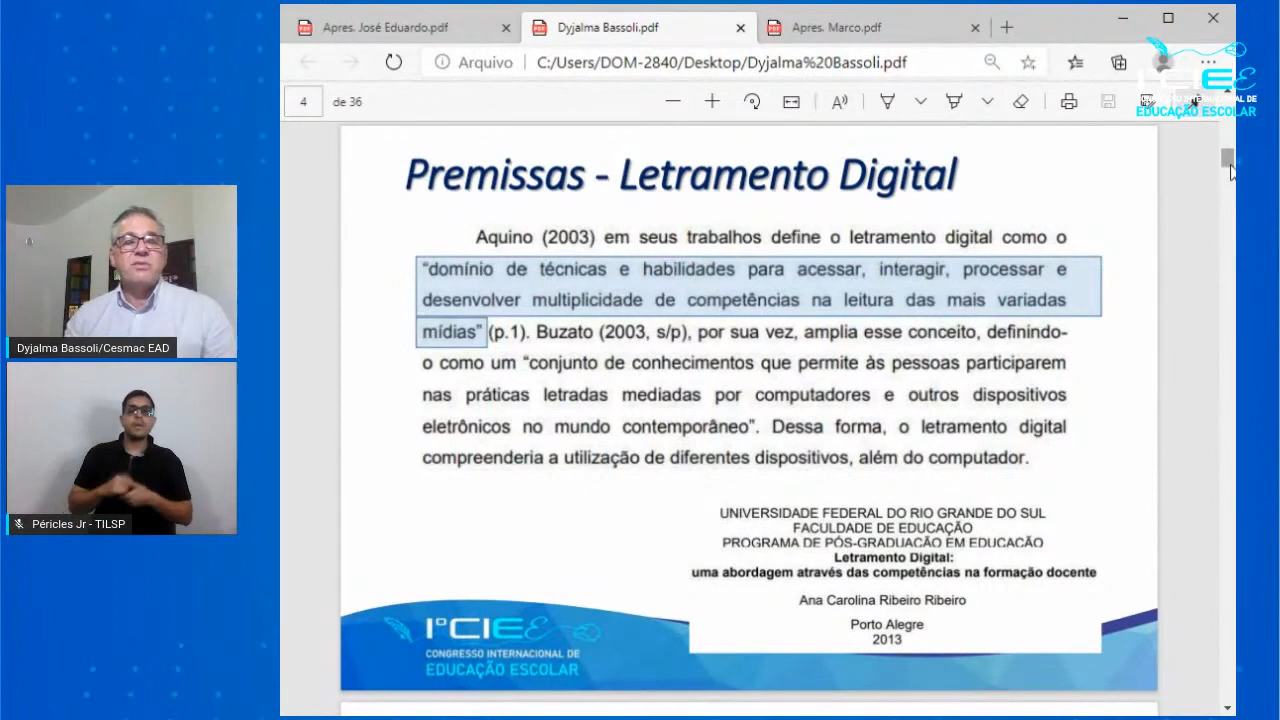 Apres. José Eduardo.pdf
Dyjalma Bassoli.pdf
Apres. Marco.pdf
Arquivo
C:/Users/DOM-2840/Desktop/Dyjalma%20Bassoli.pdf
4
de 36
CONGRESSO INTERNACIONAL DE
EDUCAÇÃO ESCOLAR
Premissas - Letramento Digital
Aquino (2003) em seus trabalhos define o letramento digital como o
“domínio de técnicas e habilidades para acessar, interagir, processar e
desenvolver multiplicidade de competências na leitura das mais variadas
mídias” (p.1). Buzato (2003, s/p), por sua vez, amplia esse conceito, definindo-
o como um “conjunto de conhecimentos que permite às pessoas participarem
nas práticas letradas mediadas por computadores e outros dispositivos
eletrônicos no mundo contemporâneo”. Dessa forma, o letramento digital
compreenderia a utilização de diferentes dispositivos, além do computador.
UNIVERSIDADE FEDERAL DO RIO GRANDE DO SUL
FACULDADE DE EDUCAÇÃO
PROGRAMA DE PÓS-GRADUAÇÃO EM EDUCAÇÃO
Letramento Digital:
uma abordagem através das competências na formação docente
Ana Carolina Ribeiro Ribeiro
Porto Alegre
2013
1º CIEE
CONGRESSO INTERNACIONAL DE
EDUCAÇÃO ESCOLAR
Dyjalma Bassoli/Cesmac EAD
Péricles Jr - TILSP